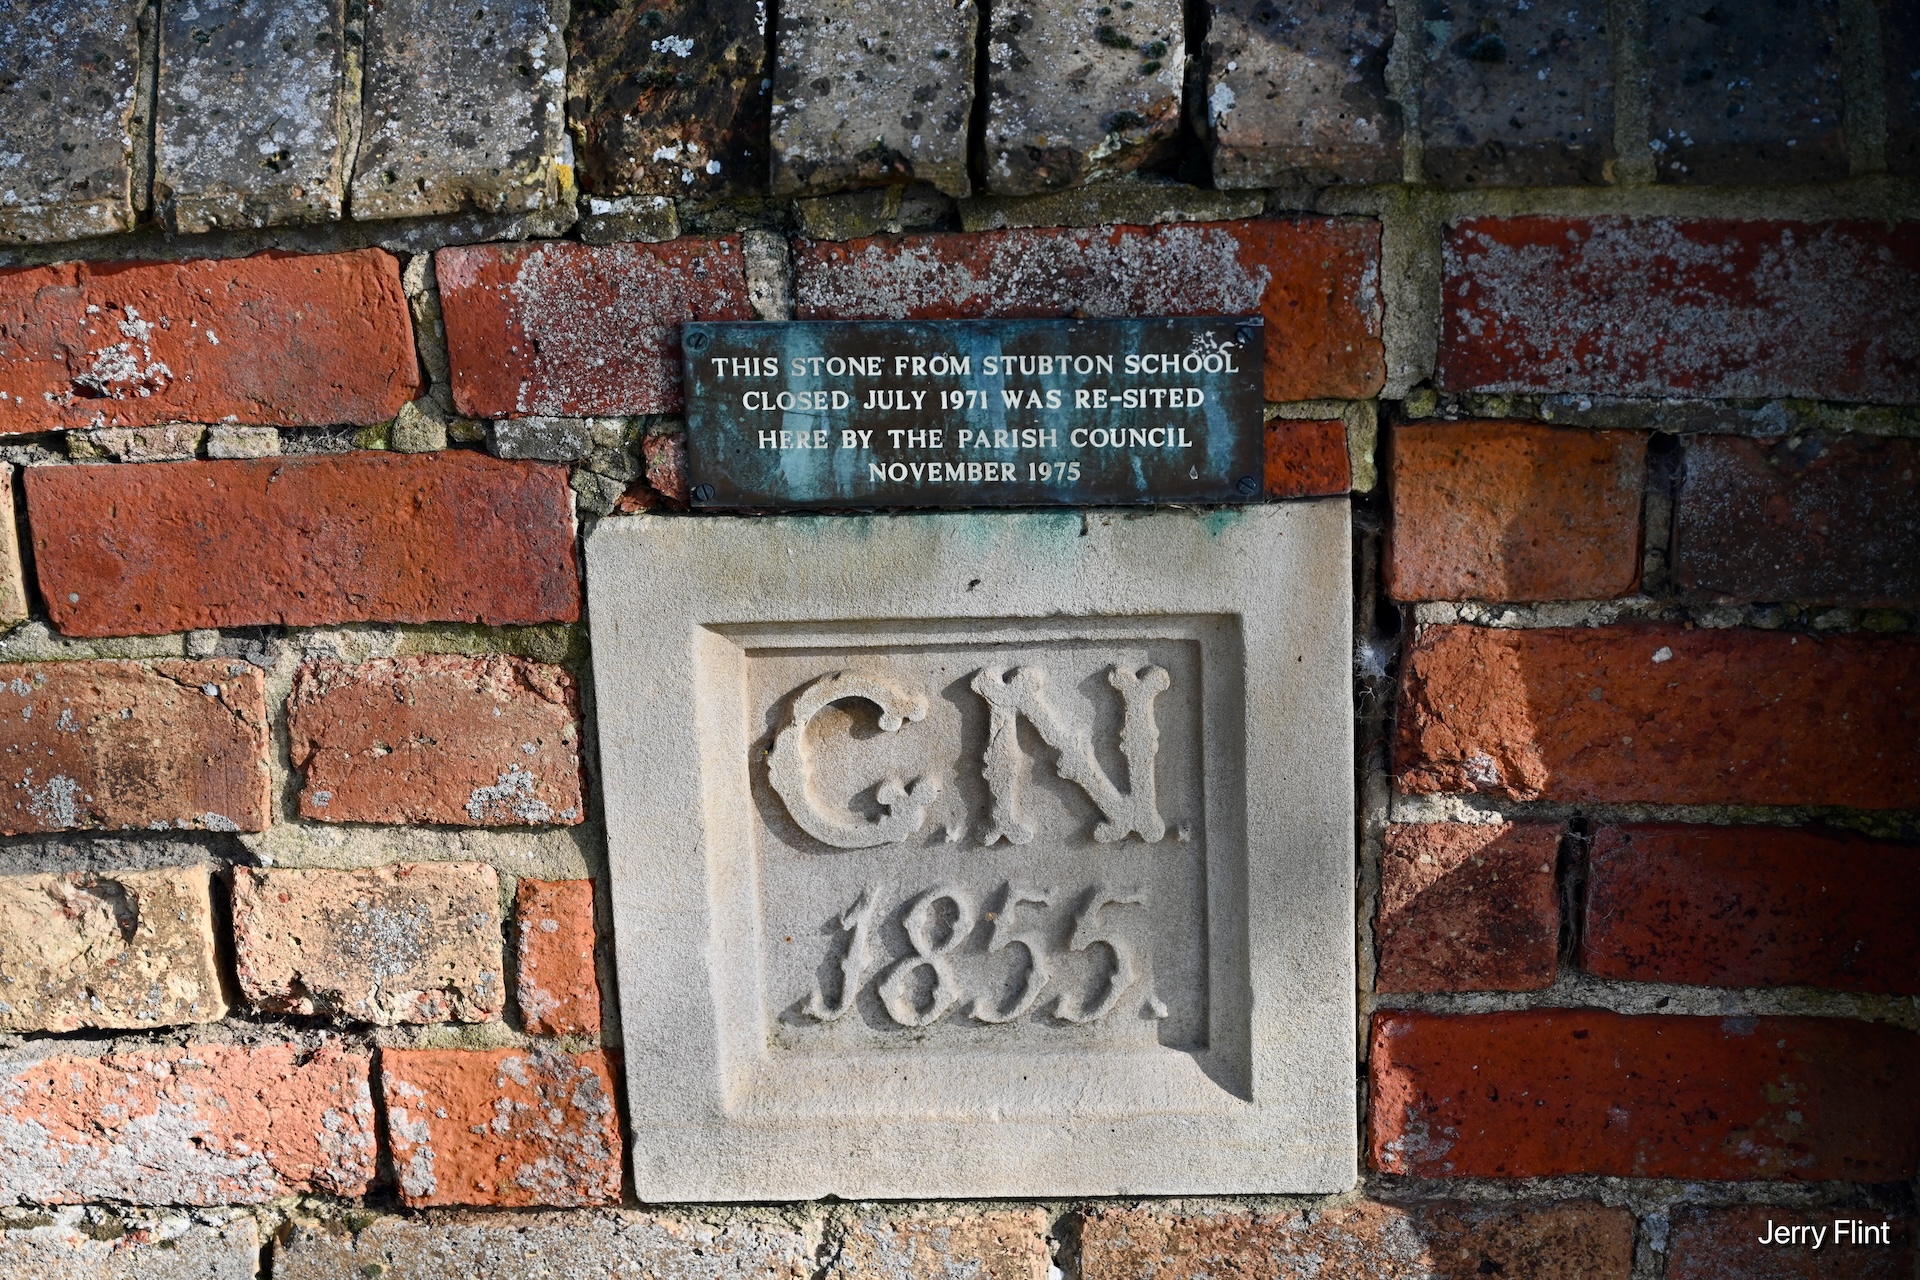 THIS STONE FROM STUBTON SCHOOL
CLOSED JULY 1971 WAS RE-SITED
HERE BY THE PARISH COUNCIL
NOVEMBER 1975
C.N.
1855.
Jerry Flint